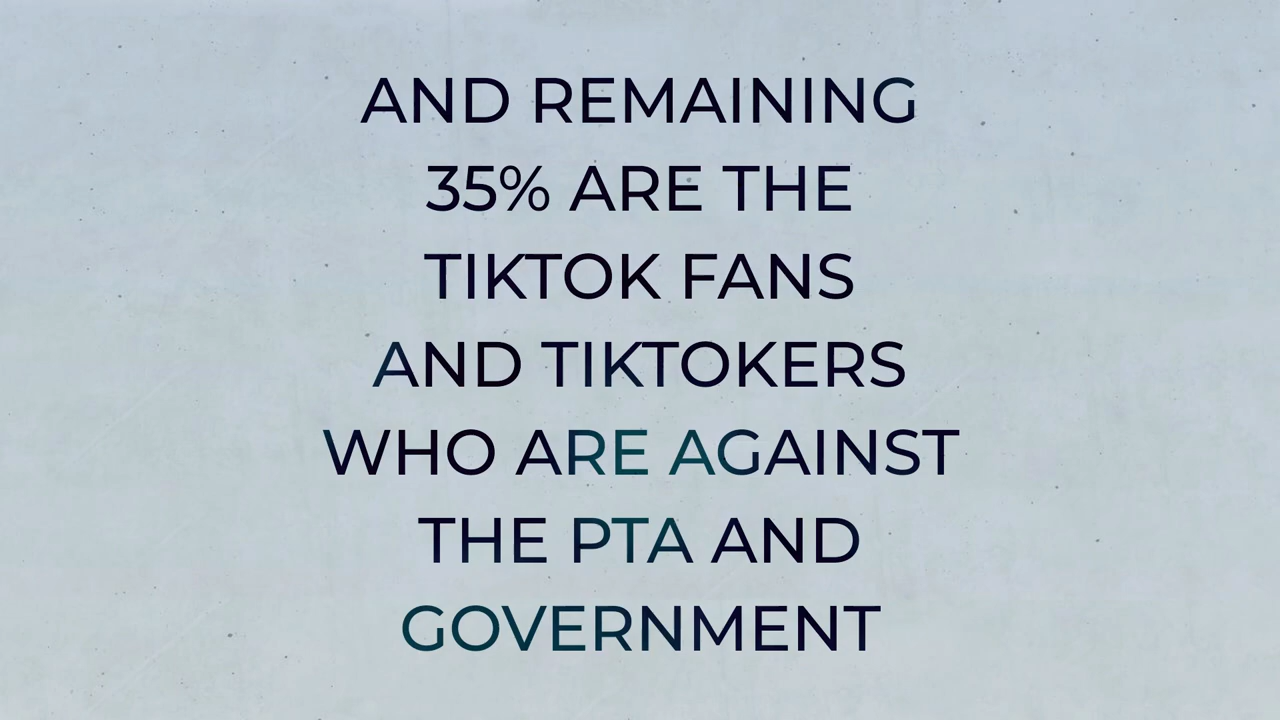 AND REMAINING
35% ARE THE
TIKTOK FANS
AND TIKTOKERS
WHO ARE AGAINST
THE PTA AND
GOVERNMENT